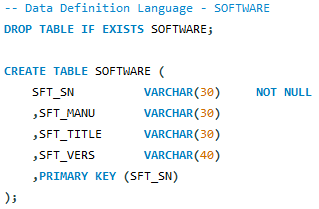 -- Data Definition Language - SOFTWARE
DROP TABLE IF EXISTS SOFTWARE;
CREATE TABLE SOFTWARE (
SFT_SN VARCHAR(30) NOT NULL
,SFT_MANU VARCHAR(30)
,SFT_TITLE VARCHAR(30)
,SFT_VERS VARCHAR(40)
,PRIMARY KEY (SFT_SN)
);